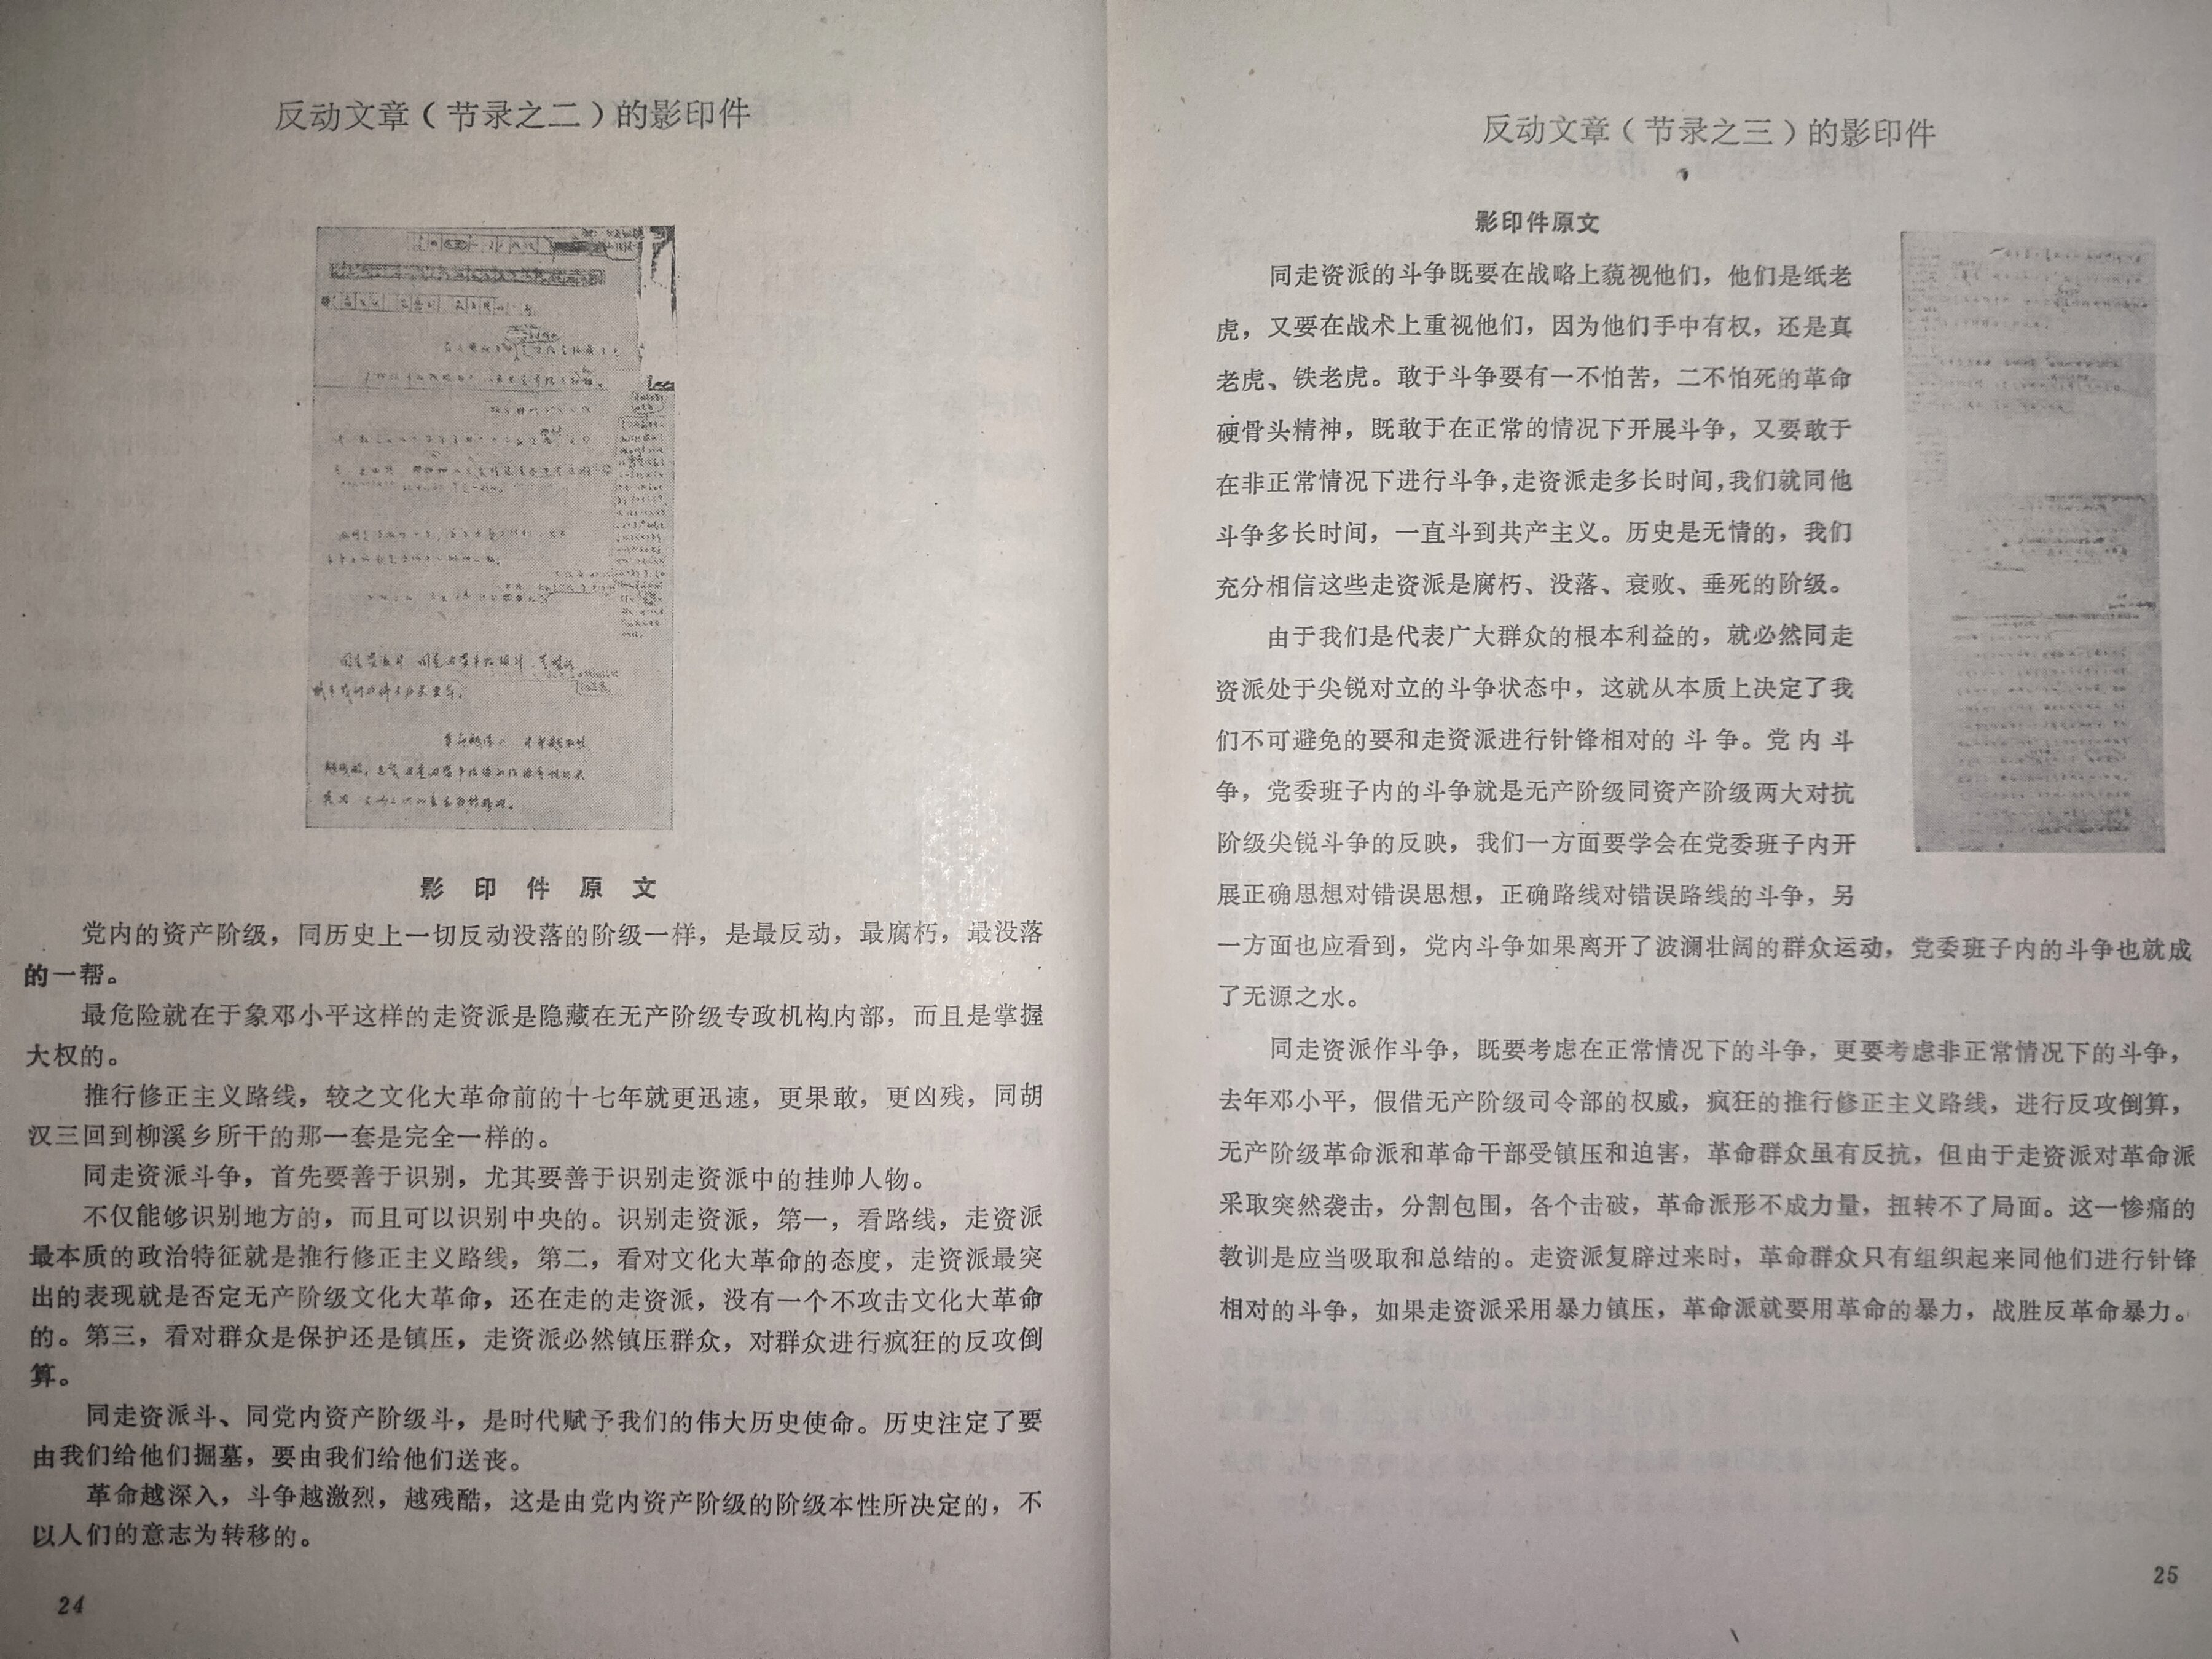 反动文章（节录之二）的影印件
影印件原文
党内的资产阶级，同历史上一切反动没落的阶级一样，是最反动，最腐朽，最没落
的一帮。
最危险就在于象邓小平这样的走资派是隐藏在无产阶级专政机构内部，而且是掌握
大权的。
推行修正主义路线，较之文化大革命前的十七年就更迅速，更果敢，更凶残，同胡
汉三回到柳溪乡所干的那一套是完全一样的。
同走资派斗争，首先要善于识别，尤其要善于识别走资派中的挂帅人物。
不仅能够识别地方的，而且可以识别中央的。识别走资派，第一，看路线，走资派
最本质的政治特征就是推行修正主义路线，第二，看对文化大革命的态度，走资派最突
出的表现就是否定无产阶级文化大革命，还在走的走资派，没有一个不攻击文化大革命
的。第三，看对群众是保护还是镇压，走资派必然镇压群众，对群众进行疯狂的反攻倒
算。
同走资派斗、同党内资产阶级斗，是时代赋予我们的伟大历史使命。历史注定了要
由我们给他们掘墓，要由我们给他们送丧。
革命越深入，斗争越激烈，越残酷，这是由党内资产阶级的阶级本性所决定的，不
以人们的意志为转移的。
24
反动文章（节录之三）的影印件
影印件原文
同走资派的斗争既要在战略上藐视他们，他们是纸老
虎，又要在战术上重视他们，因为他们手中有权，还是真
老虎、铁老虎。敢于斗争要有一不怕苦，二不怕死的革命
硬骨头精神，既敢于在正常的情况下开展斗争，又要敢于
在非正常情况下进行斗争，走资派走多长时间，我们就同他
斗争多长时间，一直斗到共产主义。历史是无情的，我们
充分相信这些走资派是腐朽、没落、衰败、垂死的阶级。
由于我们是代表广大群众的根本利益的，就必然同走
资派处于尖锐对立的斗争状态中，这就从本质上决定了我
们不可避免的要和走资派进行针锋相对的斗争。党内斗
争，党委班子内的斗争就是无产阶级同资产阶级两大对抗
阶级尖锐斗争的反映，我们一方面要学会在党委班子内开
展正确思想对错误思想，正确路线对错误路线的斗争，另
一方面也应看到，党内斗争如果离开了波澜壮阔的群众运动，党委班子内的斗争也就成
了无源之水。
同走资派作斗争，既要考虑在正常情况下的斗争，更要考虑非正常情况下的斗争，
去年邓小平，假借无产阶级司令部的权威，疯狂的推行修正主义路线，进行反攻倒算，
无产阶级革命派和革命干部受镇压和迫害，革命群众虽有反抗，但由于走资派对革命派
采取突然袭击，分割包围，各个击破，革命派形不成力量，扭转不了局面。这一惨痛的
教训是应当吸取和总结的。走资派复辟过来时，革命群众只有组织起来同他们进行针锋
相对的斗争，如果走资派采用暴力镇压，革命派就要用革命的暴力，战胜反革命暴力。
25